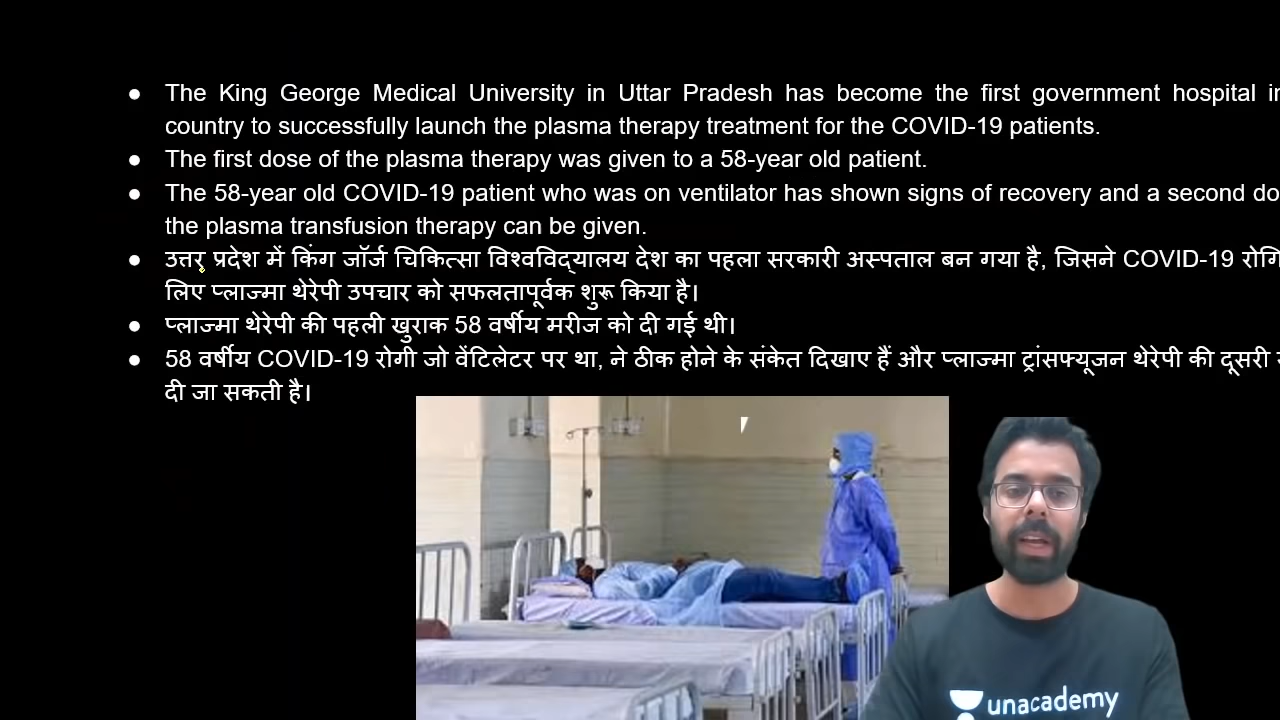 ● The King George Medical University in Uttar Pradesh has become the first government hospital in
country to successfully launch the plasma therapy treatment for the COVID-19 patients.
● The first dose of the plasma therapy was given to a 58-year old patient.
● The 58-year old COVID-19 patient who was on ventilator has shown signs of recovery and a second do
the plasma transfusion therapy can be given.
● उत्तर प्रदेश में किंग जॉर्ज चिकित्सा विश्वविद्यालय देश का पहला सरकारी अस्पताल बन गया है, जिसने COVID-19 रोगि
लिए प्लाज्मा थेरेपी उपचार को सफलतापूर्वक शुरू किया है।
● प्लाज्मा थेरेपी की पहली खुराक 58 वर्षीय मरीज को दी गई थी।
● 58 वर्षीय COVID-19 रोगी जो वेंटिलेटर पर था, ने ठीक होने के संकेत दिखाए हैं और प्लाज्मा ट्रांसफ्यूजन थेरेपी की दूसरी
दी जा सकती है।
unacademy